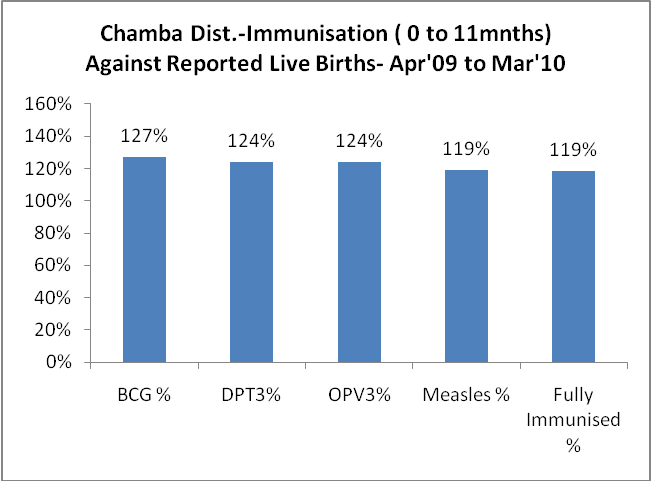 Chamba Dist.-Immunisation ( 0 to 11mnths)
Against Reported Live Births- Apr'09 to Mar'10
160%
140%
120%
100%
80%
60%
40%
20%
0%
127%
124%
124%
119%
119%
BCG %
DPT3%
OPV3%
Measles %
Fully
Immunised
%